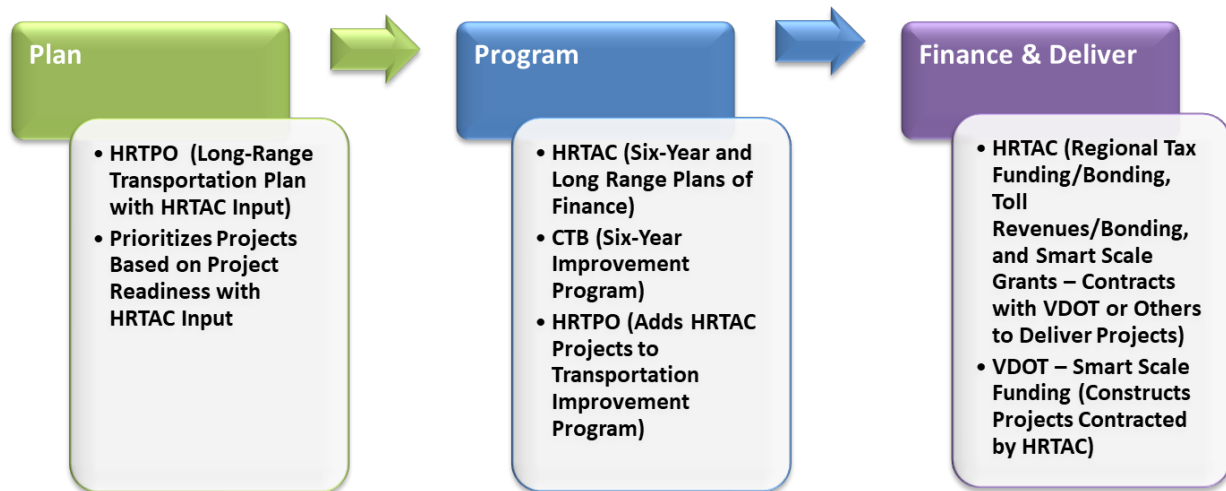 Plan
• HRTPO (Long-Range
Transportation Plan
with HRTAC Input)
• Prioritizes Projects
Based on Project
Readiness with
HRTAC Input
Program
• HRTAC (Six-Year and
Long Range Plans of
Finance)
• CTB (Six-Year
Improvement
Program)
• HRTPO (Adds HRTAC
Projects to
Transportation
Improvement
Program)
Finance & Deliver
• HRTAC (Regional Tax
Funding/Bonding,
Toll
Revenues/Bonding,
and Smart Scale
Grants – Contracts
with VDOT or Others
to Deliver Projects)
• VDOT – Smart Scale
Funding (Constructs
Projects Contracted
by HRTAC)